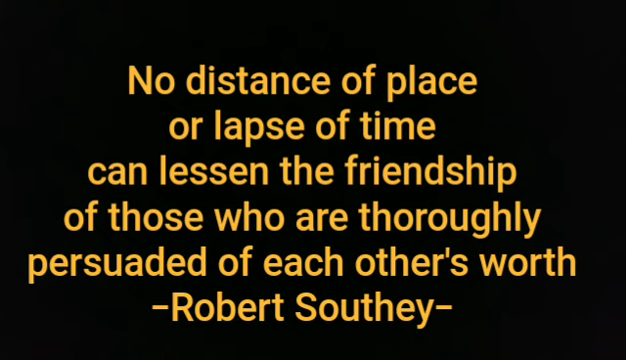 No distance of place
or lapse of time
can lessen the friendship
of those who are thoroughly
persuaded of each other's worth
-Robert Southey-